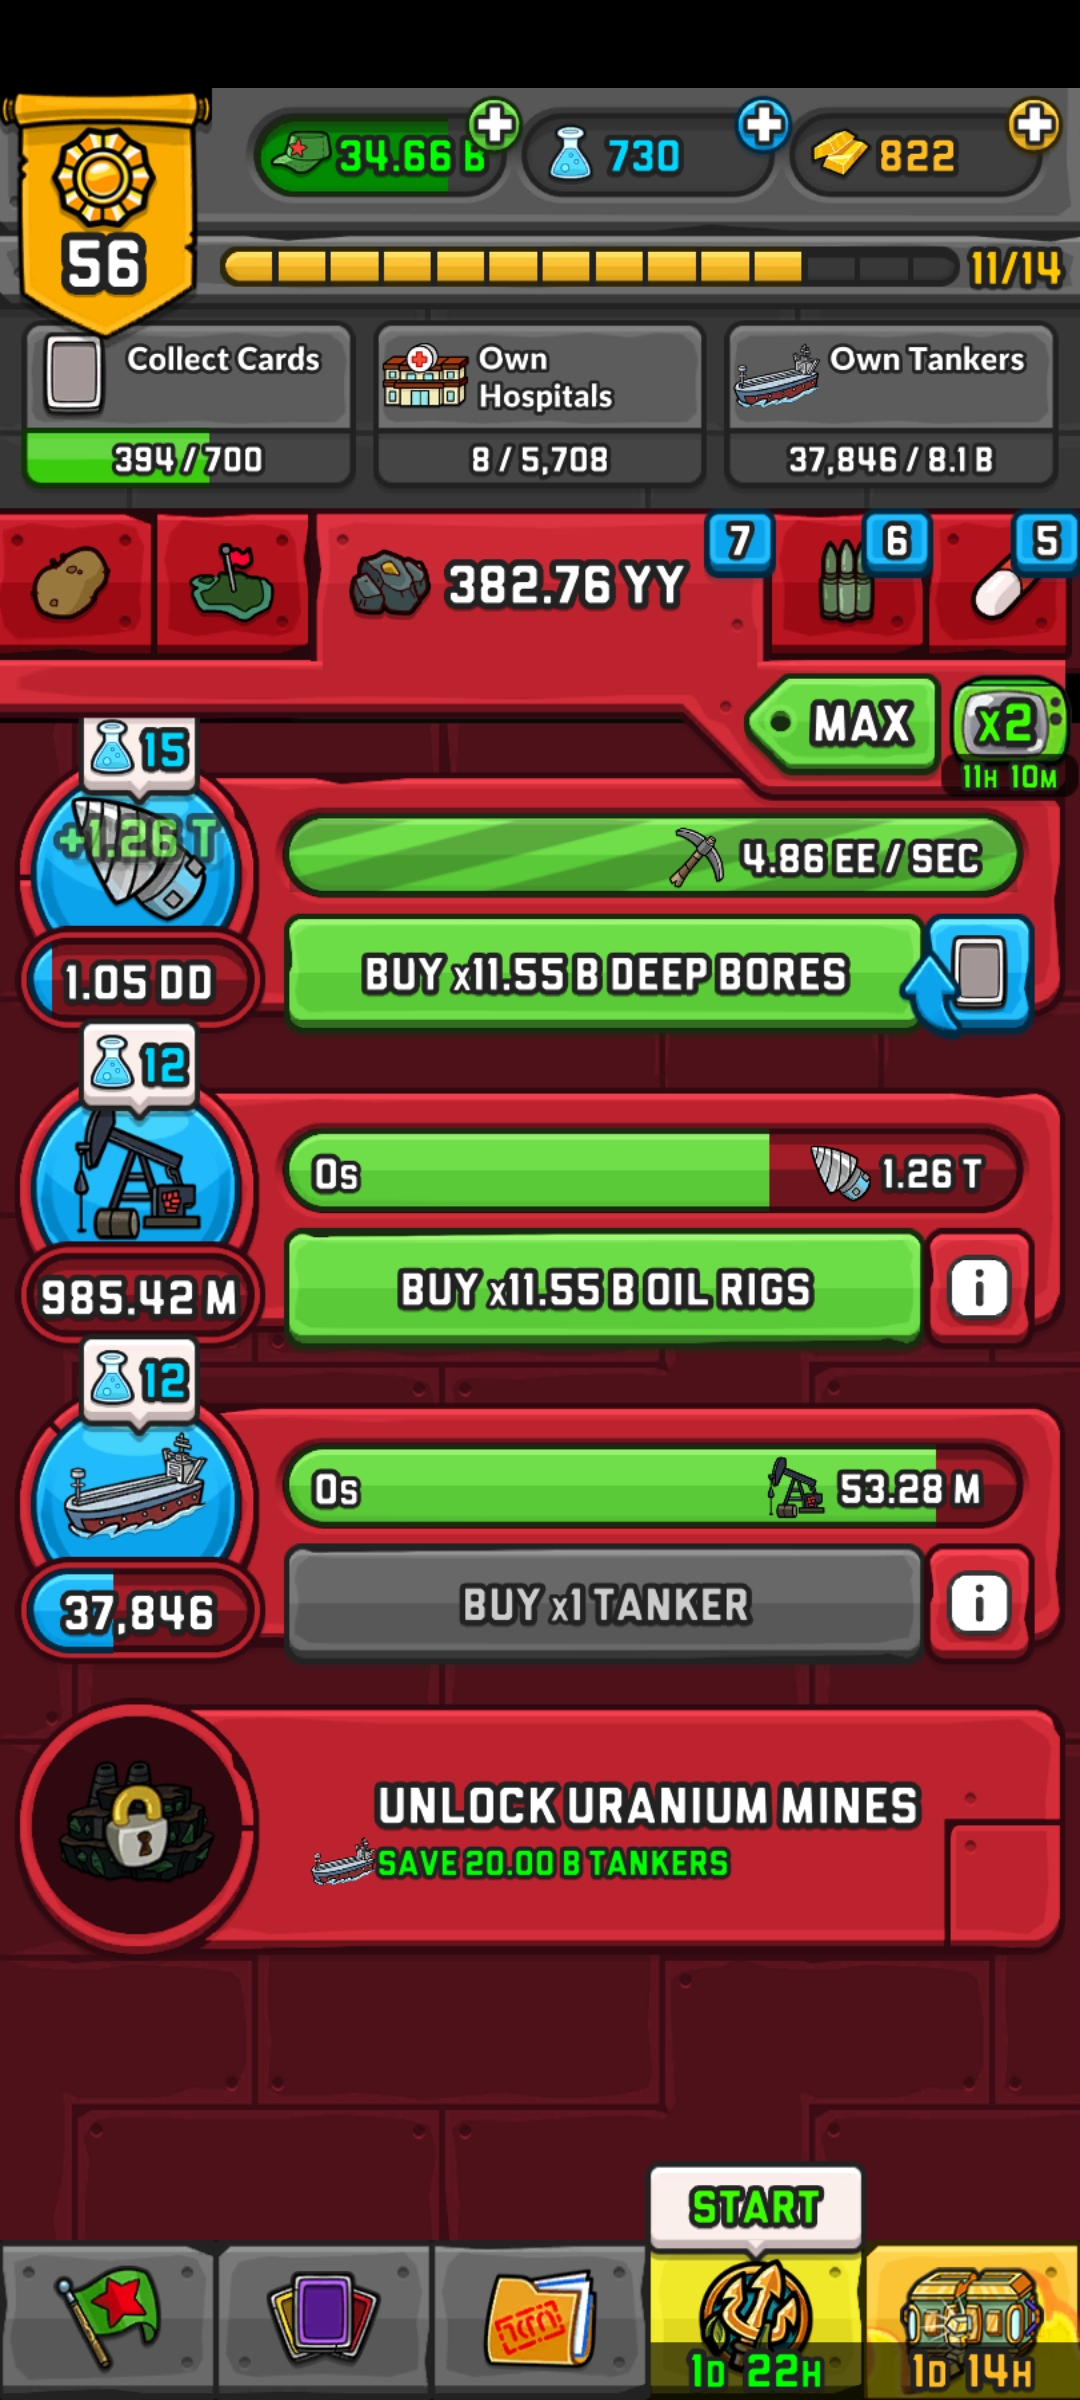 34.66 B
730
822
56
11/14
Collect Cards
394/700
Own
Hospitals
8/5,708
Own Tankers
37,846/8.1 B
382.76 YY
7
6
5
MAX
x2
11H 10M
15
+1.26 T
4.86 EE/SEC
1.05 DD
BUY x11.55 B DEEP BORES
12
0s
1.26 T
985.42 M
BUY x11.55 B OIL RIGS
i
12
0s
53.28 M
37,846
BUY x1 TANKER
i
UNLOCK URANIUM MINES
SAVE 20.00 B TANKERS
START
1D 22H
1D 14H